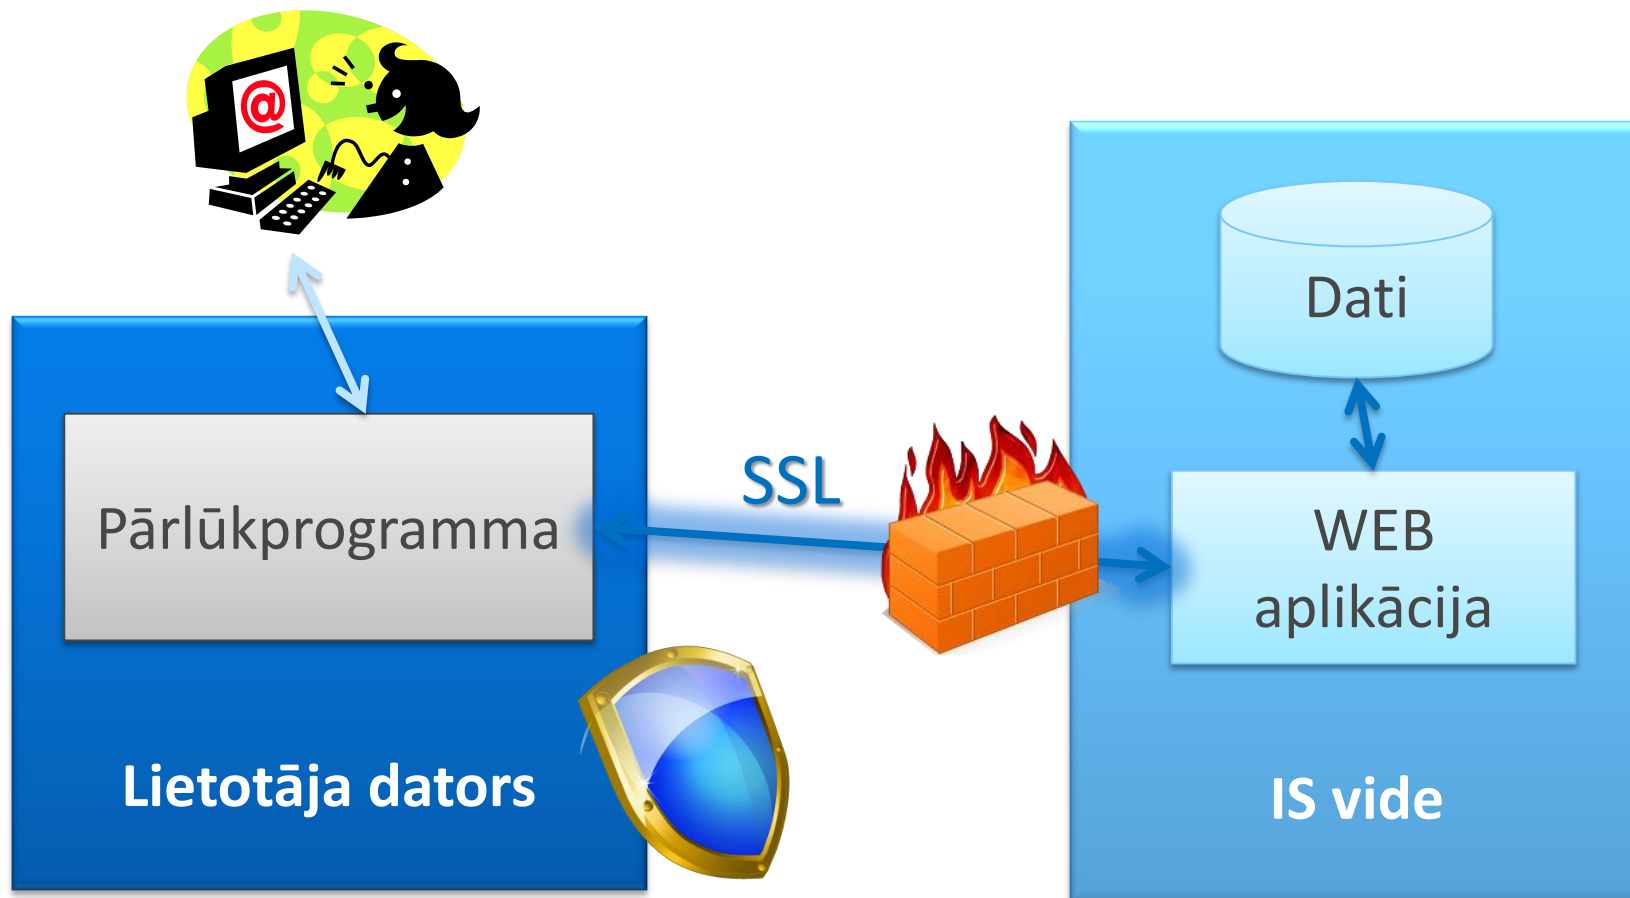 @
Dati
SSL
Pārlūkprogramma
WEB
aplikācija
Lietotāja dators
IS vide